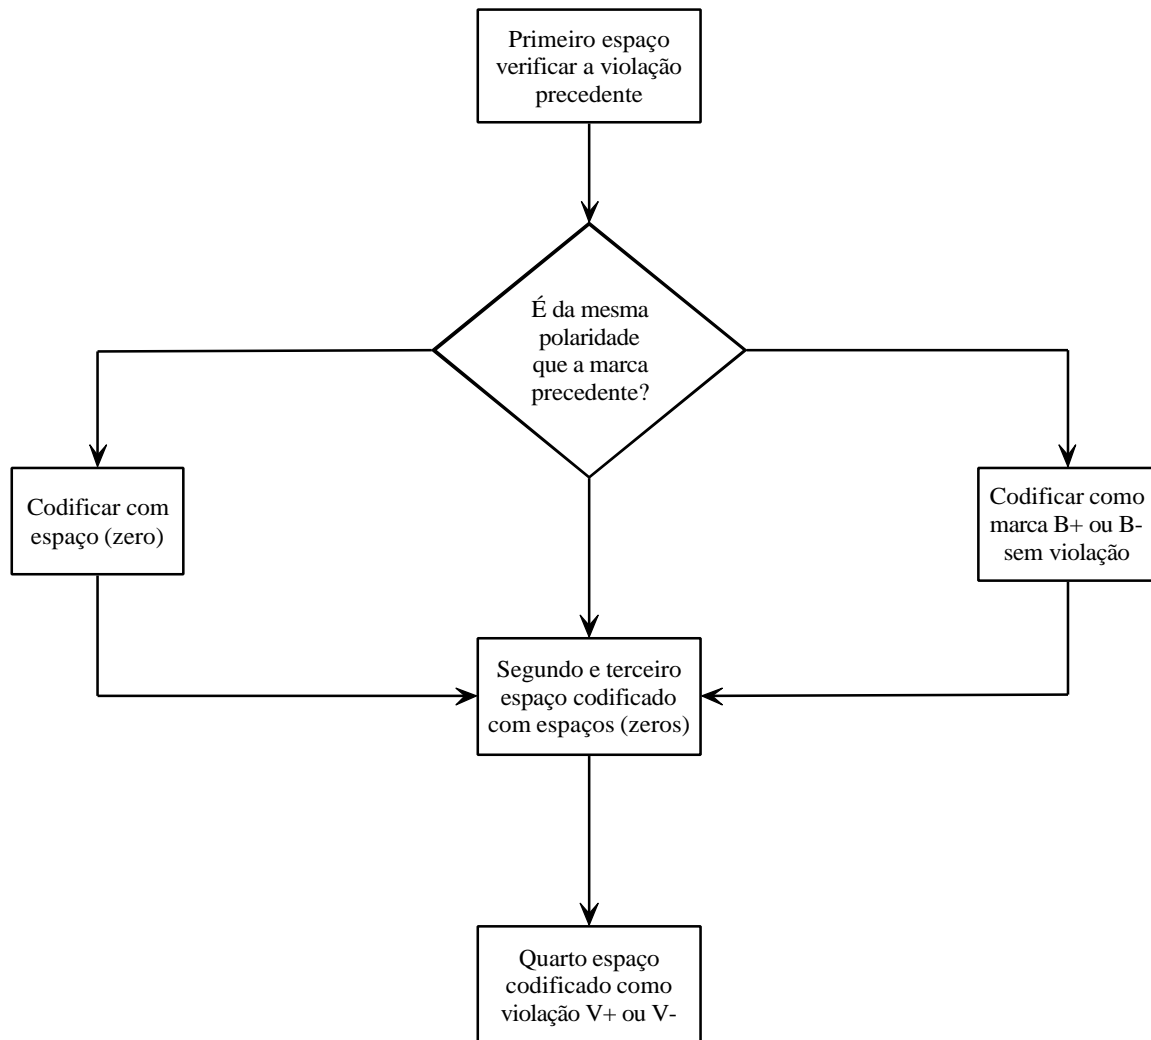 Primeiro espaço
verificar a violação
precedente
É da mesma
polaridade
que a marca
precedente?
Codificar com
espaço (zero)
Codificar como
marca B+ ou B-
sem violação
Segundo e terceiro
espaço codificado
com espaços (zeros)
Quarto espaço
codificado como
violação V+ ou V-